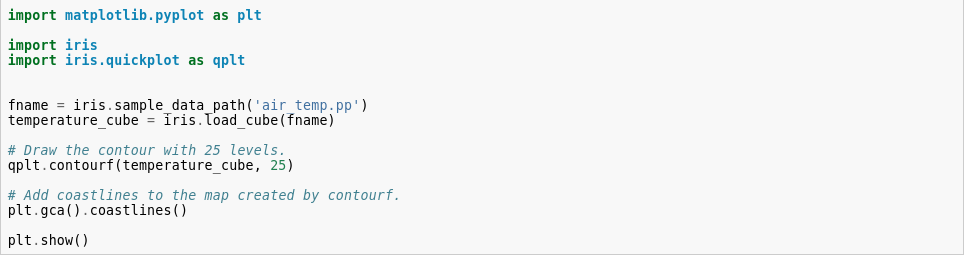 import matplotlib.pyplot as plt
import iris
import iris.quickplot as qplt
fname = iris.sample_data_path('air_temp.pp')
temperature_cube = iris.load_cube(fname)
# Draw the contour with 25 levels.
qplt.contourf(temperature_cube, 25)
# Add coastlines to the map created by contourf.
plt.gca().coastlines()
plt.show()